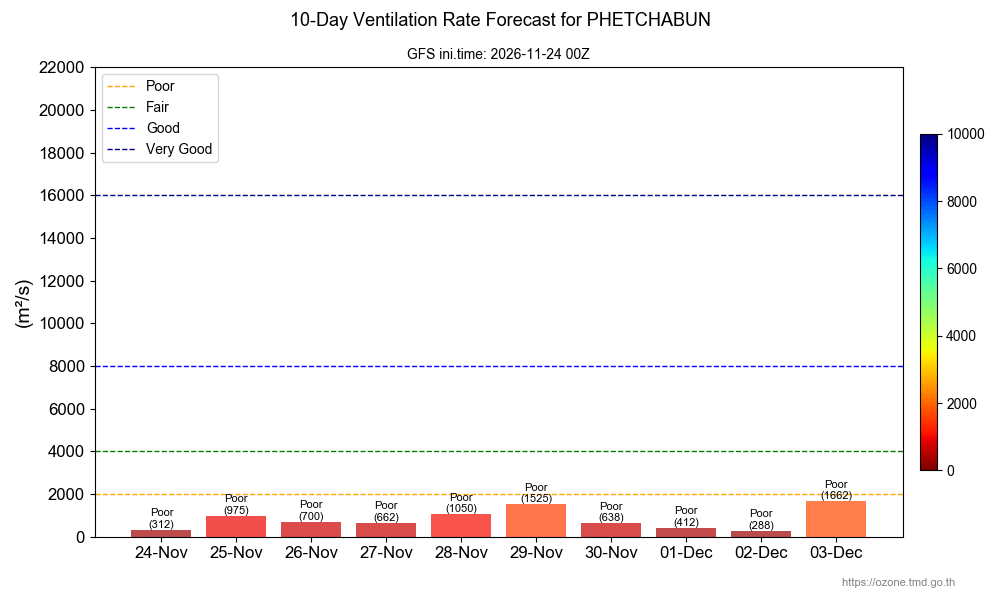 10-Day Ventilation Rate Forecast for PHETCHABUN
GFS ini.time: 2026-11-24 00Z
(m²/s)
22000
20000
18000
16000
14000
12000
10000
8000
6000
4000
2000
0
Poor
Fair
Good
Very Good
Poor
(312)
Poor
(975)
Poor
(700)
Poor
(662)
Poor
(1050)
Poor
(1525)
Poor
(638)
Poor
(412)
Poor
(288)
Poor
(1662)
24-Nov 25-Nov 26-Nov 27-Nov 28-Nov 29-Nov 30-Nov 01-Dec 02-Dec 03-Dec
10000
8000
6000
4000
2000
0
https://ozone.tmd.go.th